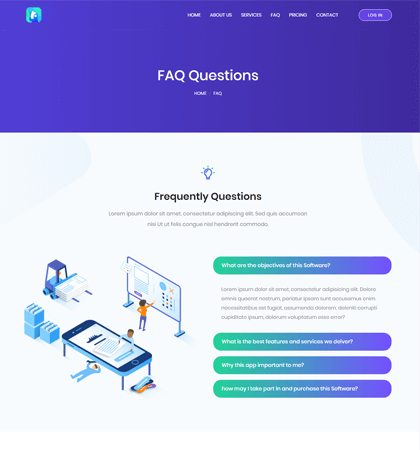 HOME ABOUT US SERVICES FAQ PRICING CONTACT LOG IN
FAQ Questions
HOME FAQ
Frequently Questions
Lorem ipsum dolor sit amet, consectetur adipiscing elit. Sed quis accumsan
nisi Ut ut felis congue nisl hendrerit commodo.
What are the objectives of this Software?
Lorem ipsum dolor sit amet, consectetur adipisicing elit. Dolore
omnis quaerat nostrum, pariatur ipsam sunt accusamus enim
necessitatibus est fugiat, assumenda dolorem, deleniti corrupti
cupiditate ipsum, dolorum voluptatum esse error?
What is the best features and services we deliver?
Why this app important to me?
how may I take part in and purchase this Software?